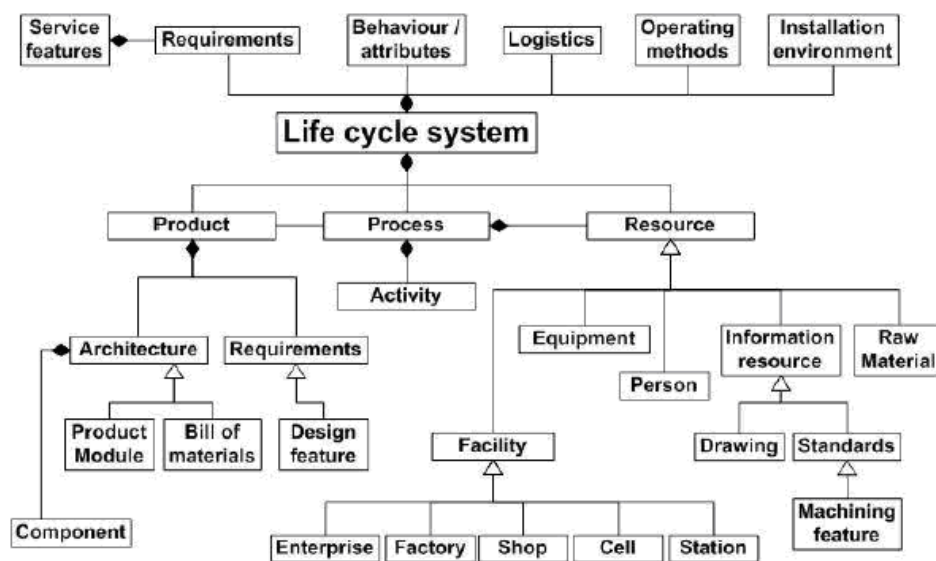 Service
features
Requirements
Behaviour /
attributes
Logistics
Operating
methods
Installation
environment
Life cycle system
Product
Process
Resource
Activity
Architecture
Requirements
Equipment
Person
Information
resource
Raw
Material
Product
Module
Bill of
materials
Design
feature
Facility
Drawing
Standards
Component
Enterprise
Factory
Shop
Cell
Station
Machining
feature